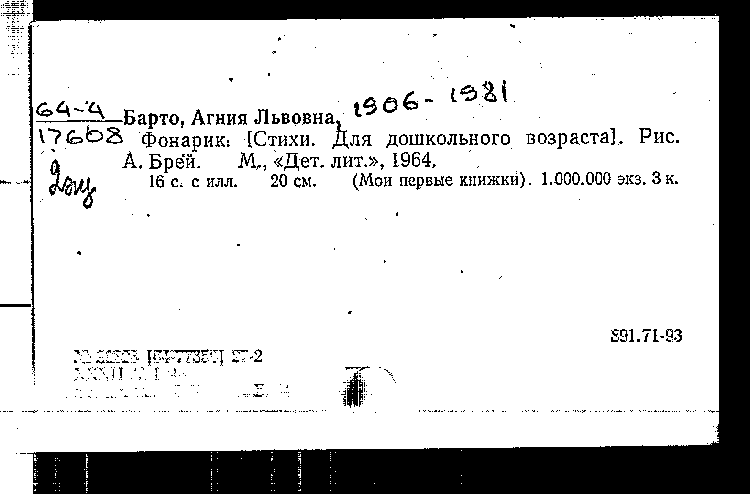 64-4 Барто, Агния Львовна, 1906-1981
17608 Фонарик. [Стихи. Для дошкольного возраста]. Рис.
А. Брей. М., «Дет. лит.», 1964.
16 с. с илл. 20 см. (Мои первые книжки). 1.000.000 экз. 3 к.
891.71-93